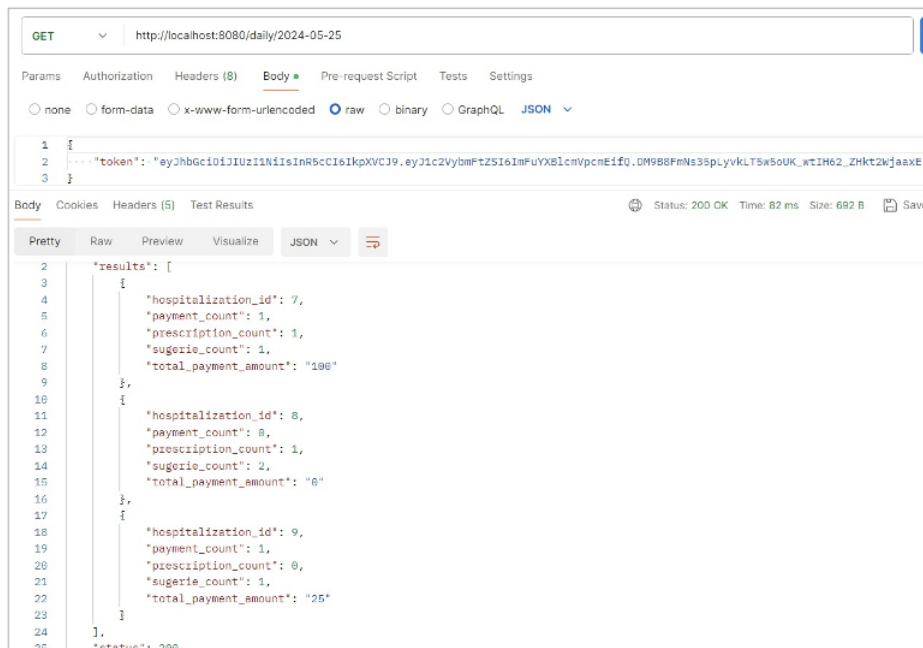 GET http://localhost:8080/daily/2024-05-25
Params Authorization Headers (8) Body Pre-request Script Tests Settings
none form-data x-www-form-urlencoded raw binary GraphQL JSON
1 {
2 "token":
3 }
Body Cookies Headers (5) Test Results Status: 200 OK Time: 82 ms Size: 692 B Save
Pretty Raw Preview Visualize JSON
2 "results": [
3 {
4 "hospitalization_id": 7,
5 "payment_count": 1,
6 "prescription_count": 1,
7 "sugerie_count": 1,
8 "total_payment_amount": "100"
9 },
10 {
11 "hospitalization_id": 8,
12 "payment_count": 0,
13 "prescription_count": 1,
14 "sugerie_count": 2,
15 "total_payment_amount": "0"
16 },
17 {
18 "hospitalization_id": 9,
19 "payment_count": 1,
20 "prescription_count": 0,
21 "sugerie_count": 1,
22 "total_payment_amount": "25"
23 }
24 ],
25 "status": 200